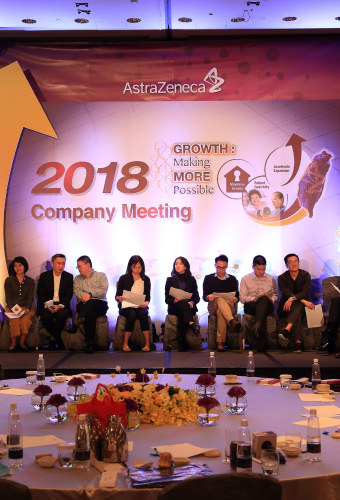 AstraZeneca
2018
Company Meeting
GROWTH :
Making
MORE
Possible